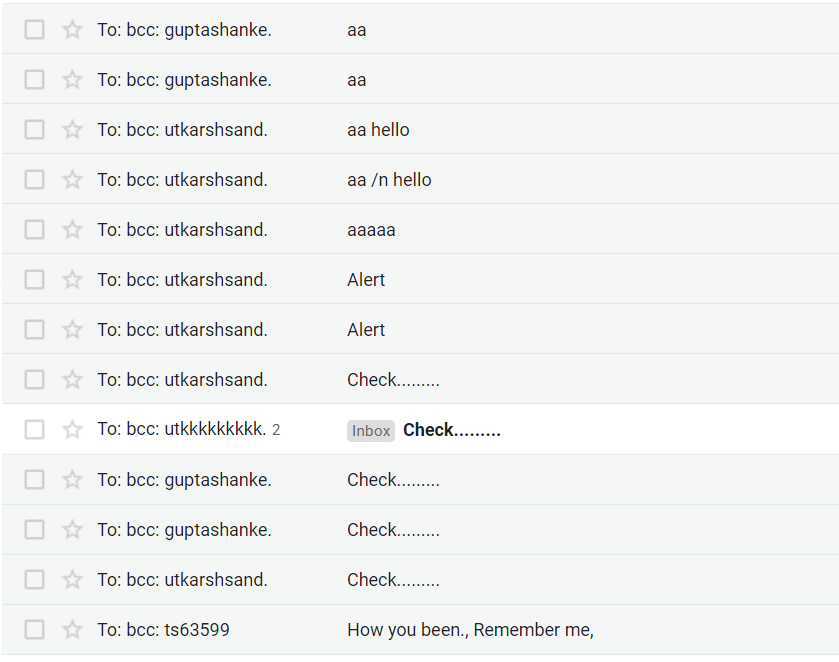 To: bcc: guptashanke. aa
To: bcc: guptashanke. aa
To: bcc: utkarshsand. aa hello
To: bcc: utkarshsand. aa /n hello
To: bcc: utkarshsand. aaaaa
To: bcc: utkarshsand. Alert
To: bcc: utkarshsand. Alert
To: bcc: utkarshsand. Check.........
To: bcc: utkkkkkkkkk. 2 Inbox Check.........
To: bcc: guptashanke. Check.........
To: bcc: guptashanke. Check.........
To: bcc: utkarshsand. Check.........
To: bcc: ts63599 How you been., Remember me,